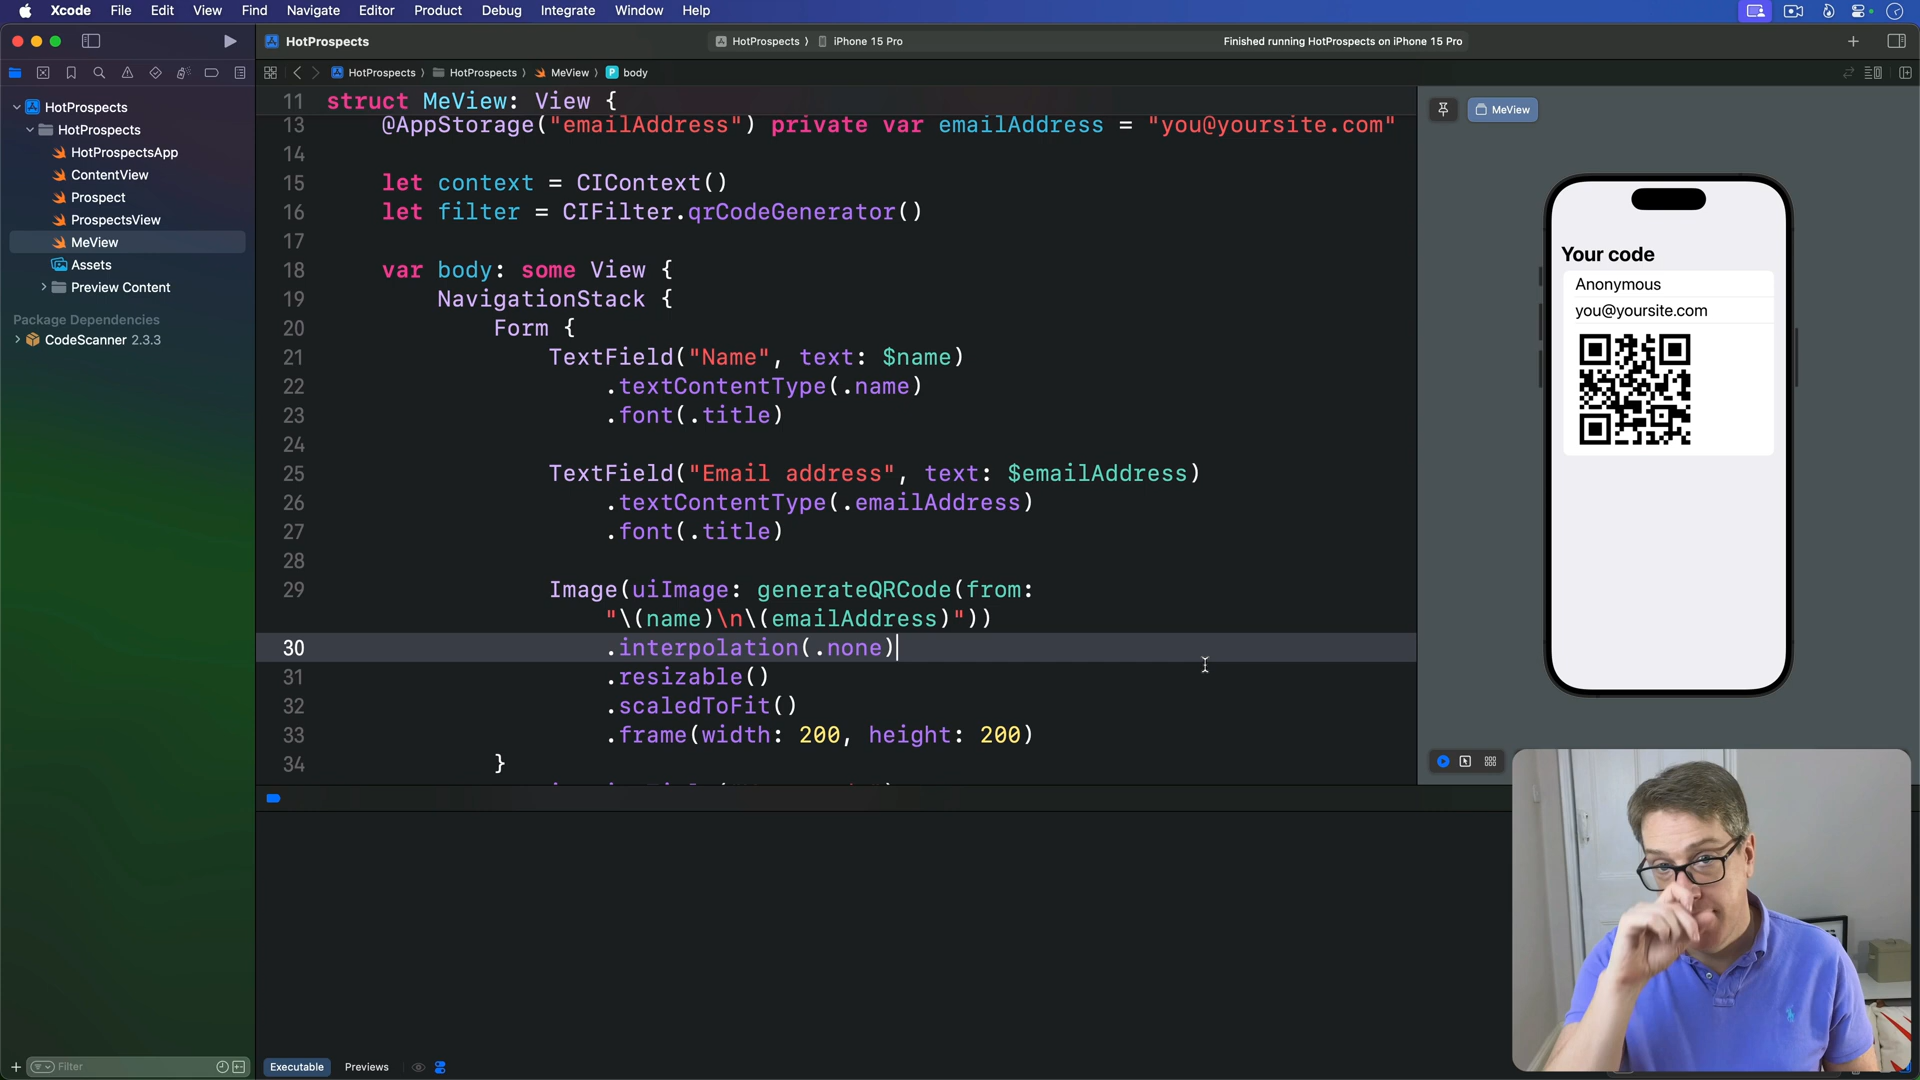 Xcode File Edit View Find Navigate Editor Product Debug Integrate Window Help
HotProspects
HotProspects iPhone 15 Pro
Finished running HotProspects on iPhone 15 Pro
HotProspects HotProspects MeView body
HotProspects
HotProspects
HotProspectsApp
ContentView
Prospect
ProspectsView
MeView
Assets
Preview Content
Package Dependencies
CodeScanner 2.3.3
Filter
11 struct MeView: View {
13 @AppStorage("emailAddress") private var emailAddress = "you@yoursite.com"
14
15 let context = CIContext()
16 let filter = CIFilter.qrCodeGenerator()
17
18 var body: some View {
19 NavigationStack {
20 Form {
21 TextField("Name", text: $name)
22 .textContentType(.name)
23 .font(.title)
24
25 TextField("Email address", text: $emailAddress)
26 .textContentType(.emailAddress)
27 .font(.title)
28
29 Image(uiImage: generateQRCode(from:
"\(name)\n\(emailAddress)"))
30 .interpolation(.none)
31 .resizable()
32 .scaledToFit()
33 .frame(width: 200, height: 200)
34 }
MeView
Your code
Anonymous
you@yoursite.com
Executable Previews